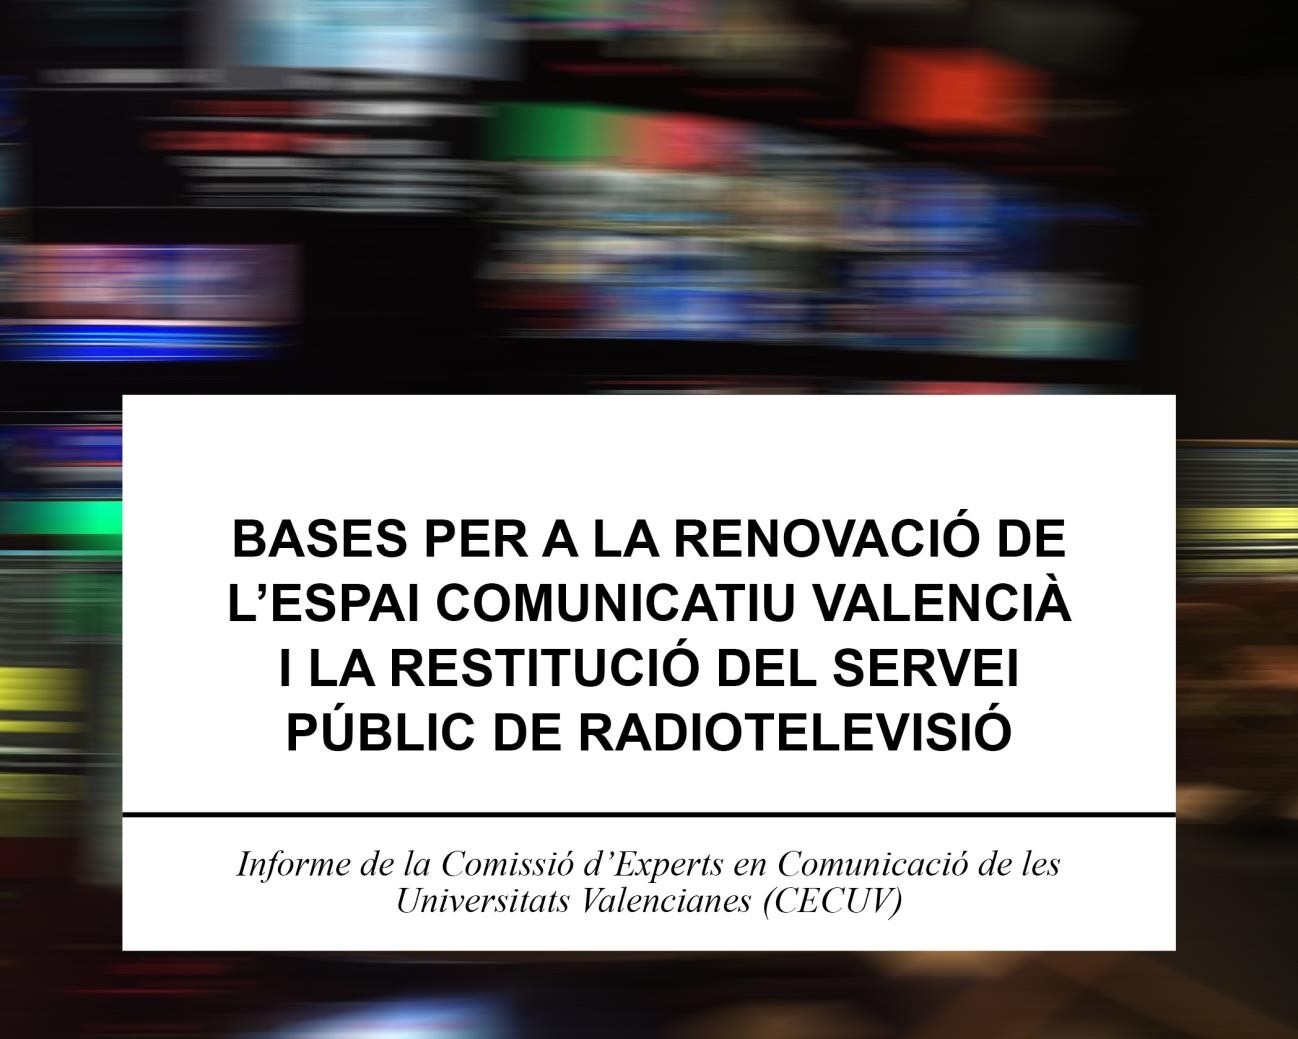 BASES PER A LA RENOVACIÓ DE
L’ESPAI COMUNICATIU VALENCIÀ
I LA RESTITUCIÓ DEL SERVEI
PÚBLIC DE RADIOTELEVISIÓ
Informe de la Comissió d’Experts en Comunicació de les
Universitats Valencianes (CECUV)